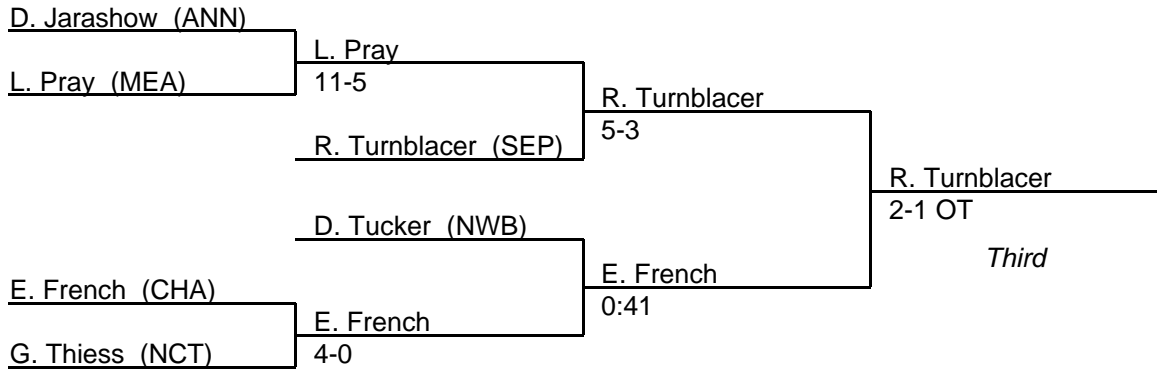 D. Jarashow (ANN)
L. Pray
L. Pray (MEA)
11-5
R. Turnblacer
5-3
R. Turnblacer (SEP)
R. Turnblacer
2-1 OT
D. Tucker (NWB)
Third
E. French
E. French (CHA)
0:41
E. French
G. Thiess (NCT)
4-0